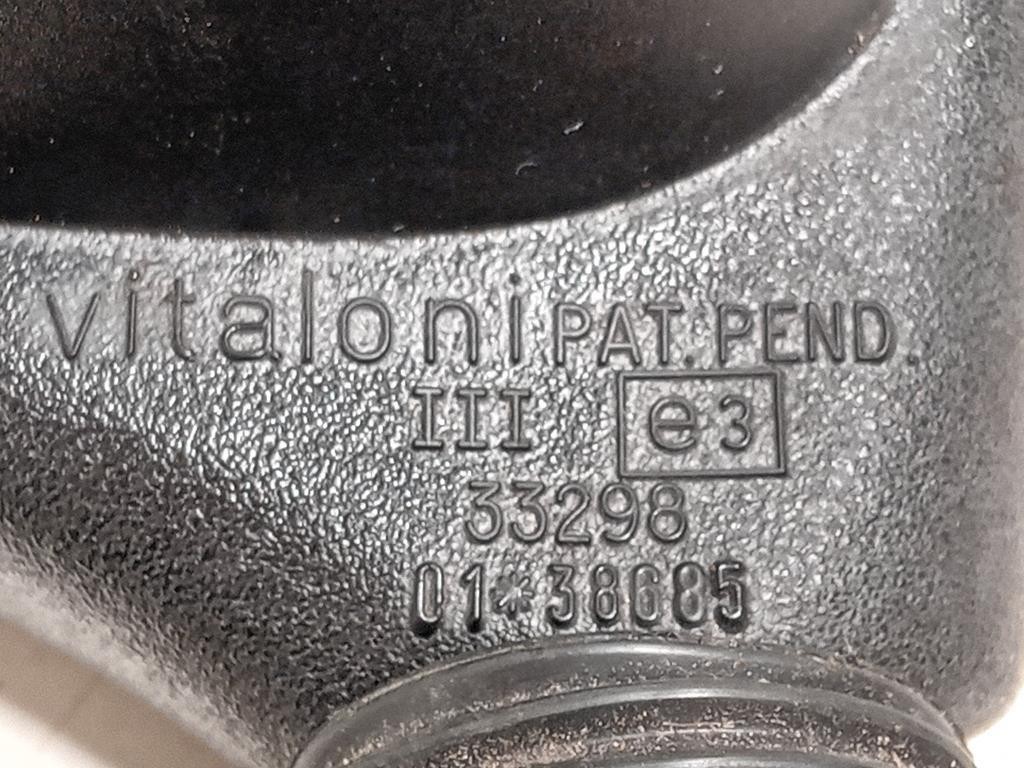 vitaloni PAT. PEND.
III e3
33298
01*38685